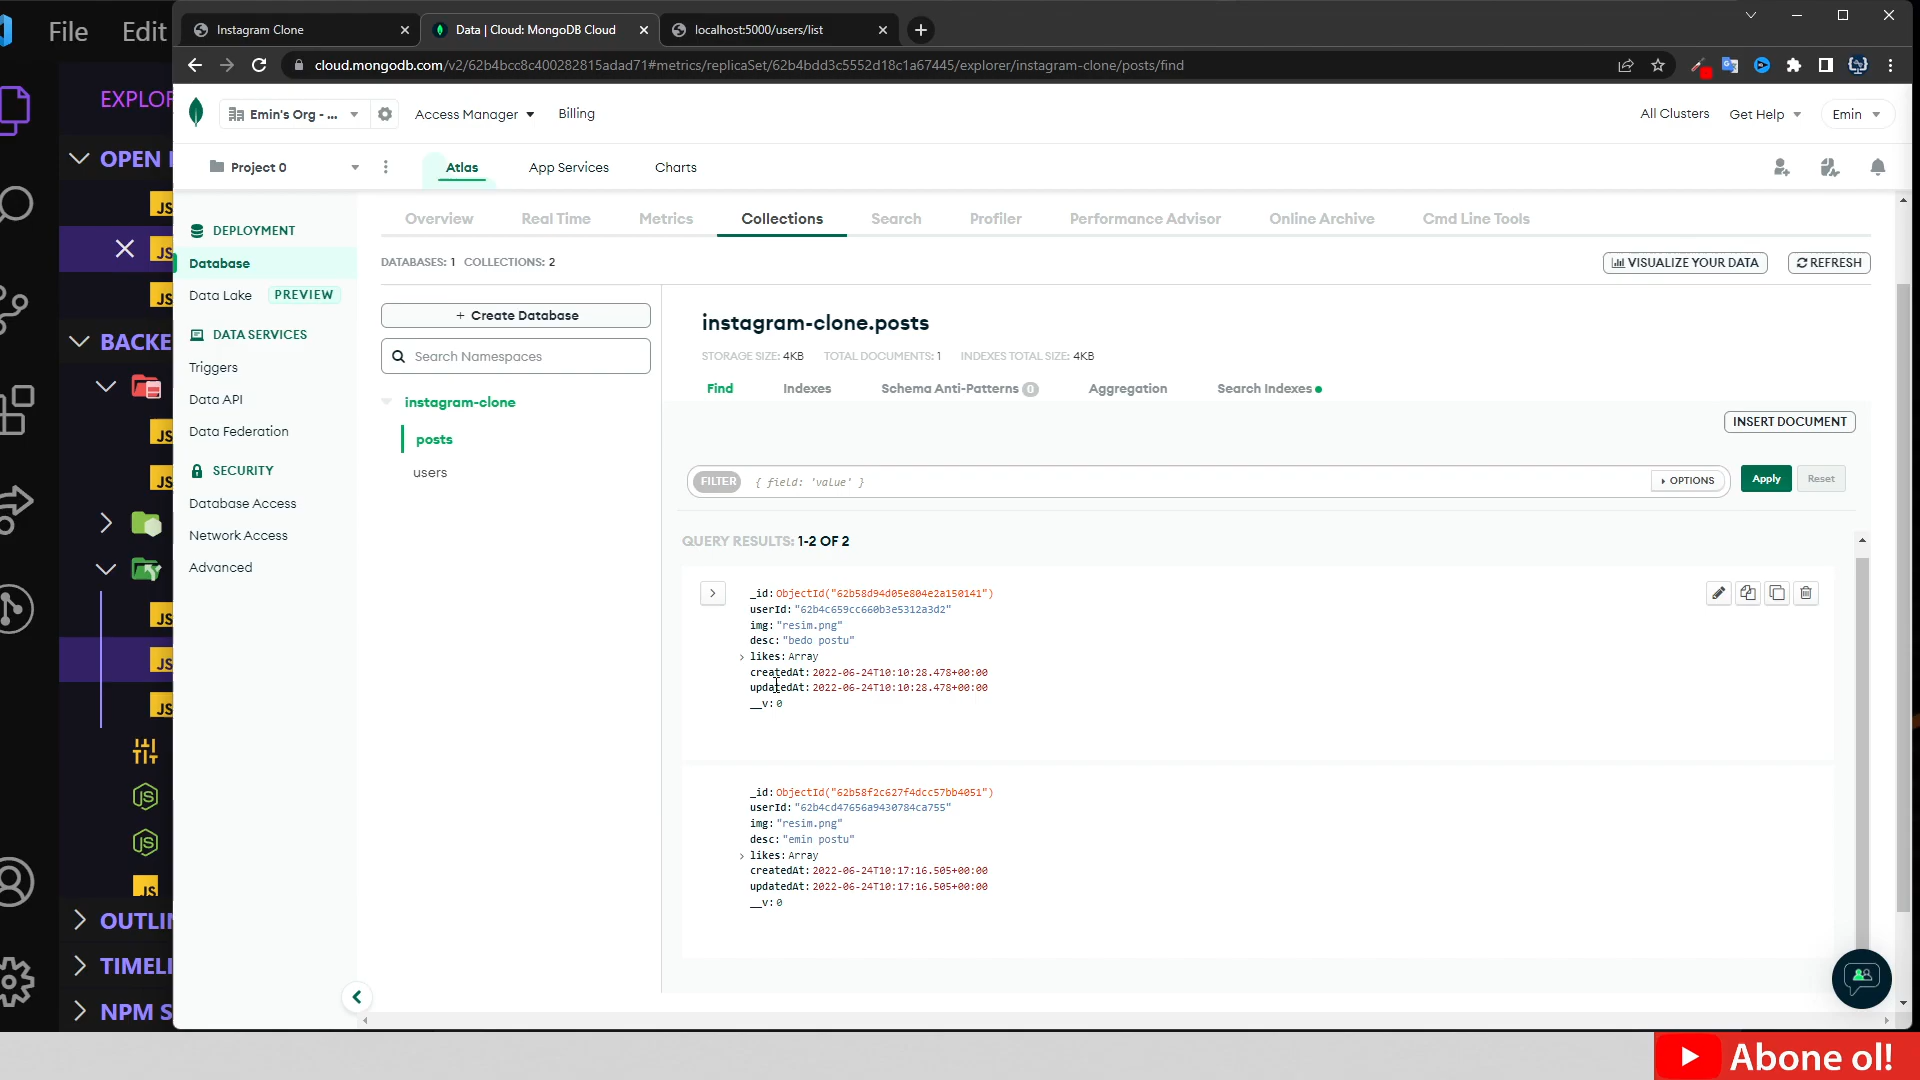 File Edit
Instagram Clone
Data | Cloud: MongoDB Cloud
localhost:5000/users/list
cloud.mongodb.com/v2/62b4bcc8c400282815adad71#metrics/replicaSet/62b4bdd3c5552d18c1a67445/explorer/instagram-clone/posts/find
Emin's Org - ...
Access Manager
Billing
All Clusters
Get Help
Emin
Project 0
Atlas
App Services
Charts
EXPLOR
OPEN
BACKE
OUTLIN
TIMELI
NPM S
DEPLOYMENT
Database
Data Lake PREVIEW
DATA SERVICES
Triggers
Data API
Data Federation
SECURITY
Database Access
Network Access
Advanced
Overview Real Time Metrics Collections Search Profiler Performance Advisor Online Archive Cmd Line Tools
DATABASES: 1 COLLECTIONS: 2
VISUALIZE YOUR DATA
REFRESH
+ Create Database
Search Namespaces
instagram-clone
posts
users
instagram-clone.posts
STORAGE SIZE: 4KB TOTAL DOCUMENTS: 1 INDEXES TOTAL SIZE: 4KB
Find Indexes Schema Anti-Patterns 0 Aggregation Search Indexes
INSERT DOCUMENT
FILTER { field: 'value' }
OPTIONS
Apply
Reset
QUERY RESULTS: 1-2 OF 2
_id: ObjectId("62b58d94d05e804e2a150141")
userId: "62b4c659cc660b3e5312a3d2"
img: "resim.png"
desc: "bedo postu"
likes: Array
createdAt: 2022-06-24T10:10:28.478+00:00
updatedAt: 2022-06-24T10:10:28.478+00:00
__v: 0
_id: ObjectId("62b58f2c627f4dcc57bb4051")
userId: "62b4cd47656a9430784ca755"
img: "resim.png"
desc: "emin postu"
likes: Array
createdAt: 2022-06-24T10:17:16.505+00:00
updatedAt: 2022-06-24T10:17:16.505+00:00
__v: 0
Abone ol!